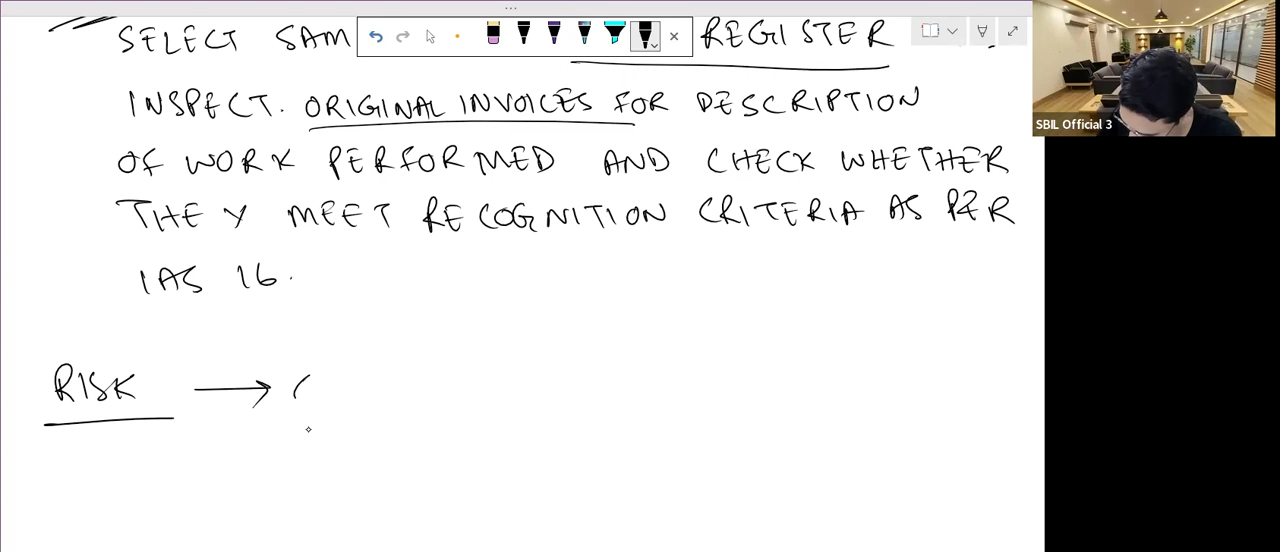 SELECT SAM REGISTER
INSPECT. ORIGINAL INVOICES FOR DESCRIPTION
OF WORK PERFORMED AND CHECK WHETHER
THEY MEET RECOGNITION CRITERIA AS PER
IAS 16.
RISK → (
SBIL Official 3